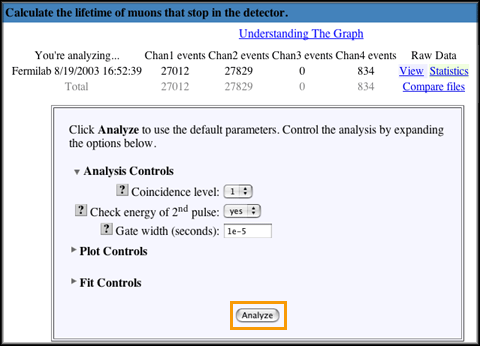 Calculate the lifetime of muons that stop in the detector.
Understanding The Graph
You're analyzing... Chan1 events Chan2 events Chan3 events Chan4 events Raw Data
Fermilab 8/19/2003 16:52:39 27012 27829 0 834 View Statistics
Total 27012 27829 0 834 Compare files
Click Analyze to use the default parameters. Control the analysis by expanding
the options below.
Analysis Controls
? Coincidence level: 1
? Check energy of 2nd pulse: yes
? Gate width (seconds): 1e-5
Plot Controls
Fit Controls
Analyze